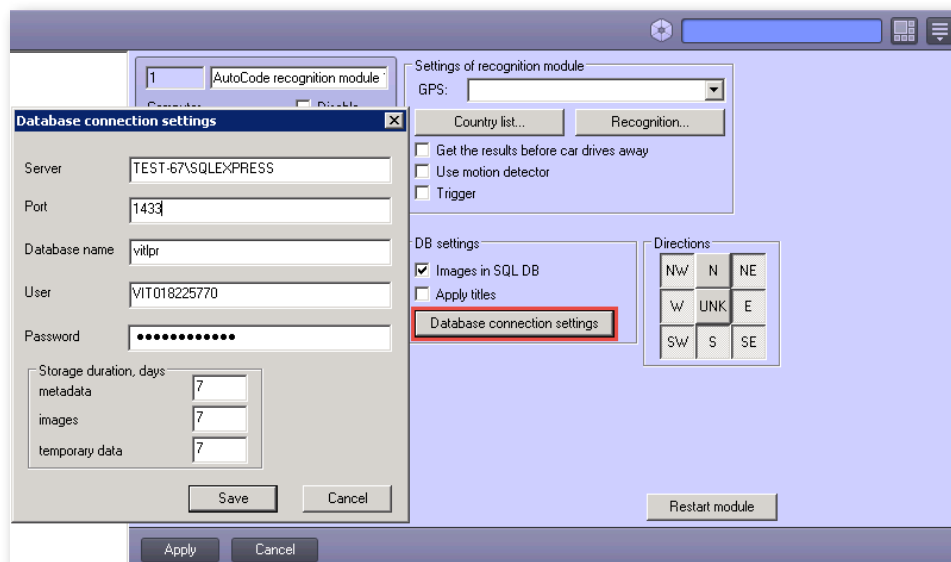 1
AutoCode recognition module
Computer
Disable
Settings of recognition module
GPS:
Country list...
Recognition...
Get the results before car drives away
Use motion detector
Trigger
Database connection settings
Server
TEST-67\SQLEXPRESS
Port
1433
Database name
vitlpr
User
VIT018225770
Password
••••••••••••
Storage duration, days
metadata
7
images
7
temporary data
7
Save
Cancel
DB settings
Images in SQL DB
Apply titles
Database connection settings
Directions
NW N NE
W UNK E
SW S SE
Restart module
Apply
Cancel